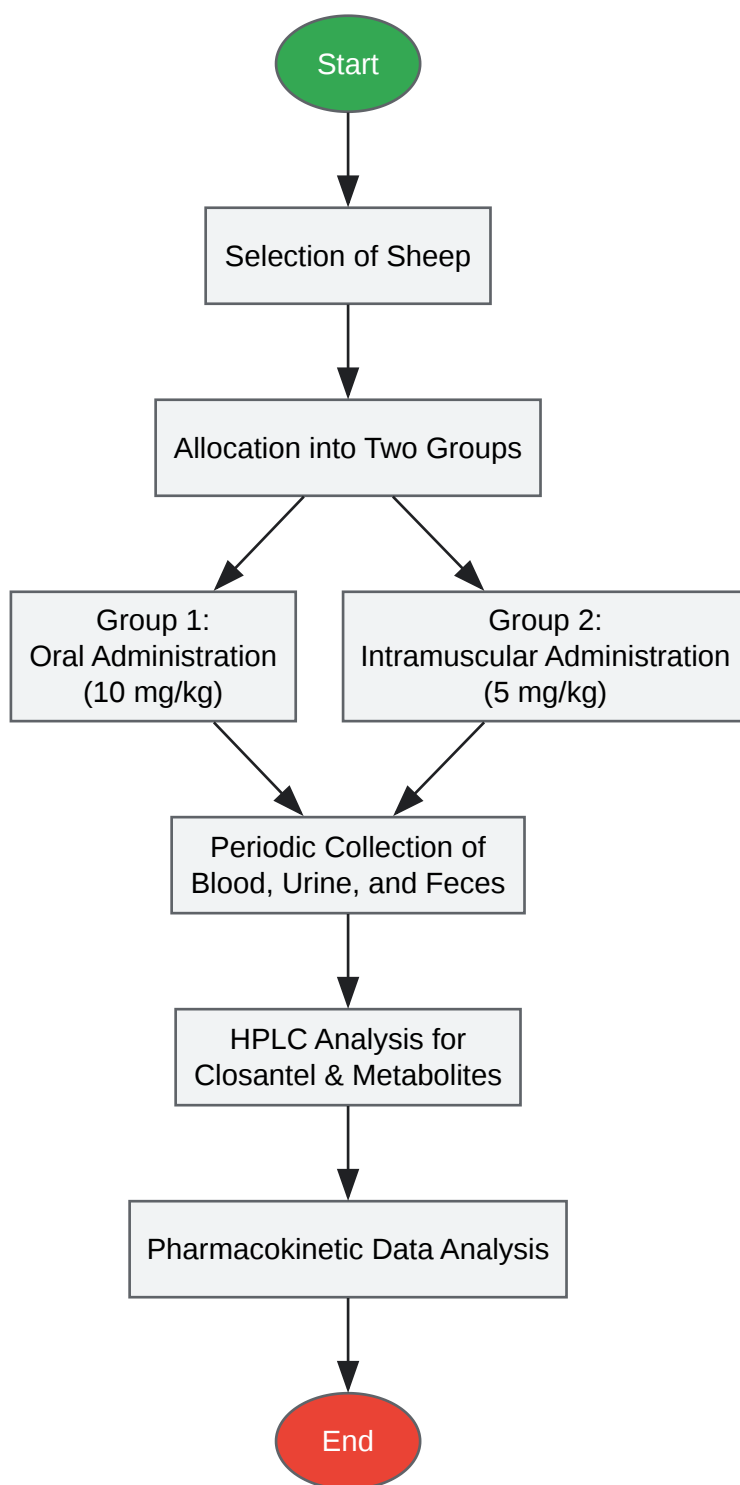 Start
Selection of Sheep
Allocation into Two Groups
Group 1:
Oral Administration
(10 mg/kg)
Group 2:
Intramuscular Administration
(5 mg/kg)
Periodic Collection of
Blood, Urine, and Feces
HPLC Analysis for
Closantel & Metabolites
Pharmacokinetic Data Analysis
End